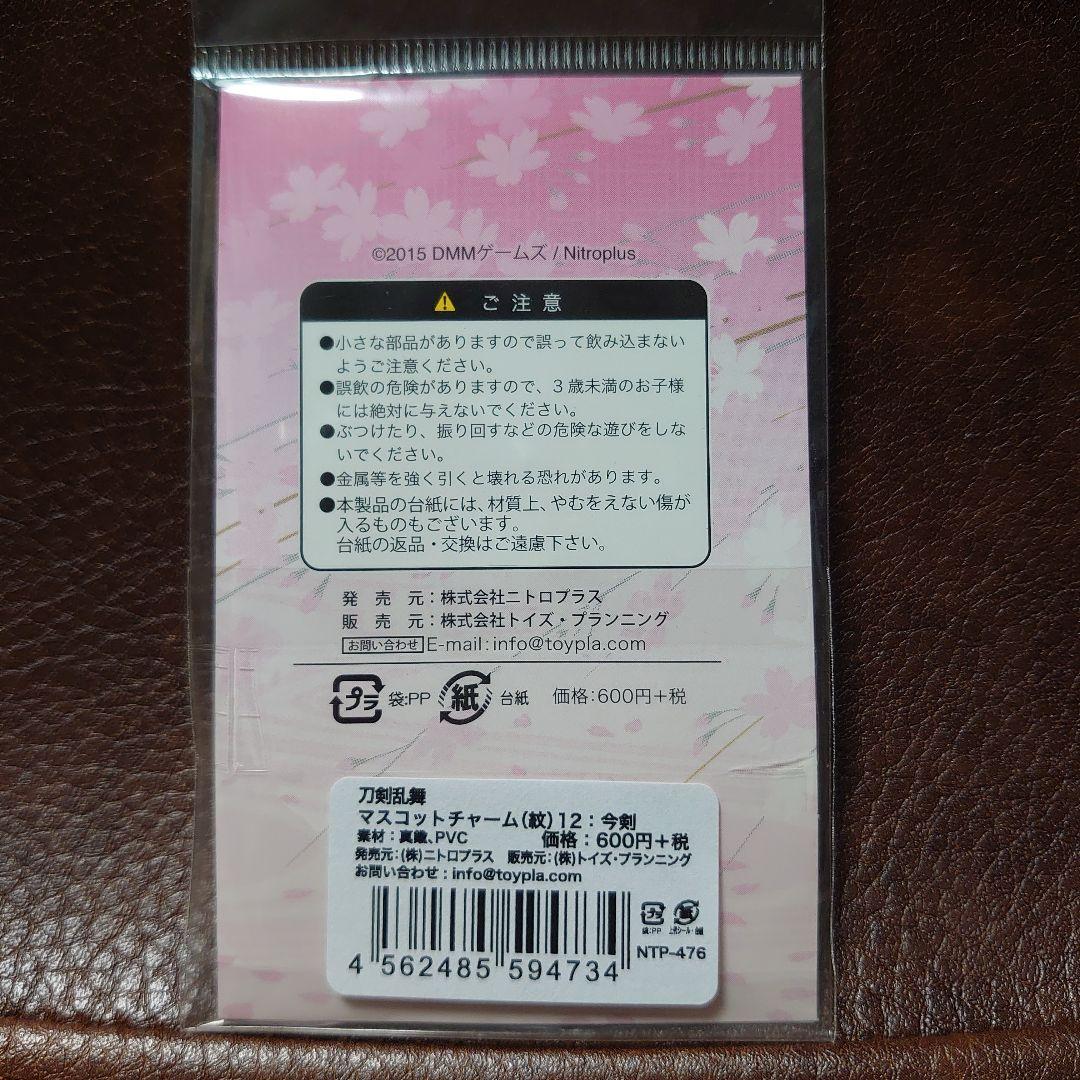 ©2015 DMMゲームズ / Nitroplus
ご注意
●小さな部品がありますので誤って飲み込まない
ようご注意ください。
●誤飲の危険がありますので、3歳未満のお子様
には絶対に与えないでください。
●ぶつけたり、振り回すなどの危険な遊びをしな
いでください。
●金属等を強く引くと壊れる恐れがあります。
●本製品の台紙には、材質上、やむをえない傷が
入るものもございます。
台紙の返品・交換はご遠慮下さい。
発売元：株式会社ニトロプラス
販売元：株式会社トイズ・プランニング
お問い合わせ E-mail：info@toypla.com
プラ 袋:PP 紙 台紙 価格：600円＋税
刀剣乱舞
マスコットチャーム（紋）12：今剣
素材：真鍮、PVC 価格：600円＋税
発売元：（株）ニトロプラス 販売元：（株）トイズ・プランニング
お問い合わせ：info@toypla.com
プラ 紙
袋:PP
NTP-476
4 562485 594734